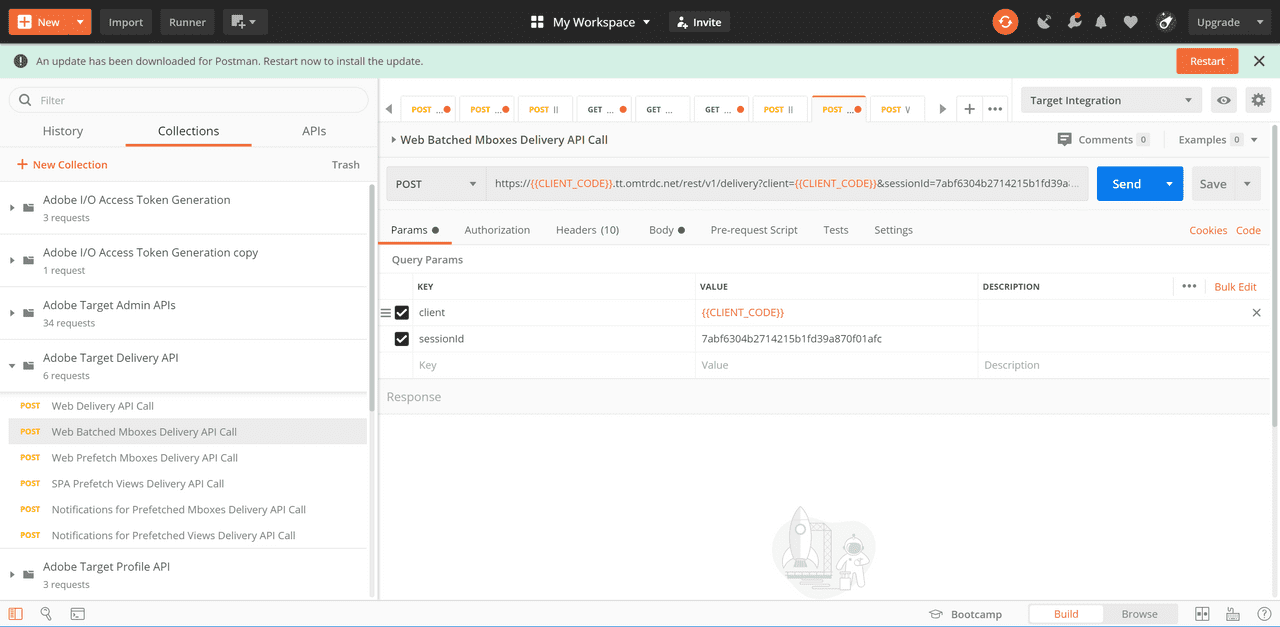 New Import Runner My Workspace Invite Upgrade
An update has been downloaded for Postman. Restart now to install the update. Restart
Filter
History Collections APIs
New Collection Trash
Adobe I/O Access Token Generation
3 requests
Adobe I/O Access Token Generation copy
1 request
Adobe Target Admin APIs
34 requests
Adobe Target Delivery API
6 requests
POST Web Delivery API Call
POST Web Batched Mboxes Delivery API Call
POST Web Prefetch Mboxes Delivery API Call
POST SPA Prefetch Views Delivery API Call
POST Notifications for Prefetched Mboxes Delivery API Call
POST Notifications for Prefetched Views Delivery API Call
Adobe Target Profile API
3 requests
POST ... POST ... POST || GET ... GET ... GET ... POST || POST ... POST V
Target Integration
Web Batched Mboxes Delivery API Call Comments 0 Examples 0
POST https://{{CLIENT_CODE}}.tt.omtrdc.net/rest/v1/delivery?client={{CLIENT_CODE}}&sessionId=7abf6304b2714215b1fd39a8... Send Save
Params Authorization Headers (10) Body Pre-request Script Tests Settings Cookies Code
Query Params
KEY VALUE DESCRIPTION ••• Bulk Edit
client {{CLIENT_CODE}}
sessionId 7abf6304b2714215b1fd39a870f01afc
Key Value Description
Response
Bootcamp Build Browse